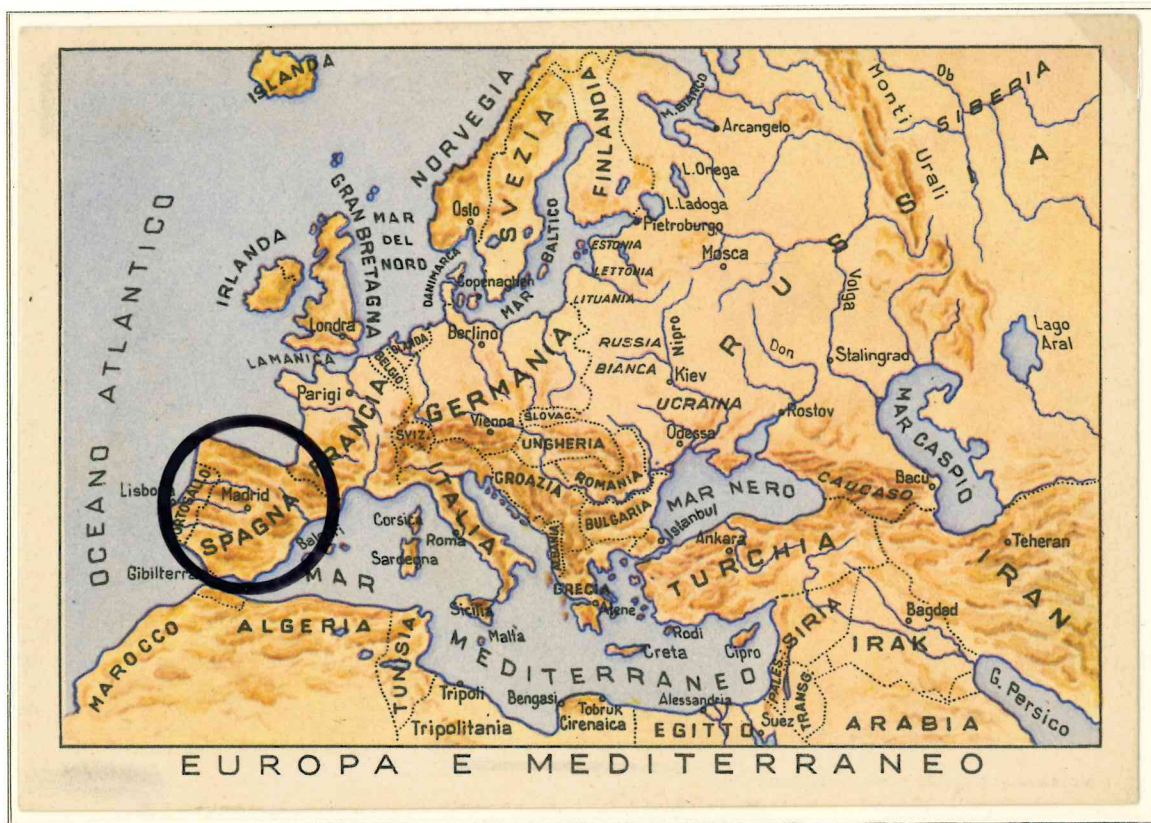 ISLANDA
NORVEGIA
SVEZIA
FINLANDIA
M. BIANCO
Arcangelo
Monti
Urali
Ob
SIBERIA
L. Onega
L. Ladoga
Pietroburgo
Oslo
ESTONIA
LETTONIA
LITUANIA
Mosca
MAR
DEL
NORD
GRAN BRETAGNA
IRLANDA
DANIMARCA
Copenaghen
MAR BALTICO
OCEANO ATLANTICO
Londra
LA MANICA
OLANDA
BELGIO
Berlino
GERMANIA
RUSSIA
BIANCA
Nipro
Kiev
Don
Volga
Stalingrad
RUSSIA
Lago
Aral
Parigi
FRANCIA
SVIZ.
Vienna
SLOVAC.
UNGHERIA
UCRAINA
Odessa
Rostov
MAR CASPIO
Lisbona
PORTOGALLO
Madrid
SPAGNA
Baleari
Gibilterra
Corsica
Sardegna
Roma
ITALIA
CROAZIA
ROMANIA
BULGARIA
ALBANIA
GRECIA
Atene
MAR NERO
Istanbul
CAUCASO
Bacu
Ankara
TURCHIA
Teheran
IRAN
MAR MEDITERRANEO
Sicilia
Malta
Creta
Rodi
Cipro
SIRIA
Bagdad
IRAK
MAROCCO
ALGERIA
TUNISIA
Tripoli
Tripolitania
Bengasi
Tobruk
Cirenaica
Alessandria
EGITTO
Suez
PALES.
TRANSG.
ARABIA
G. Persico
EUROPA E MEDITERRANEO